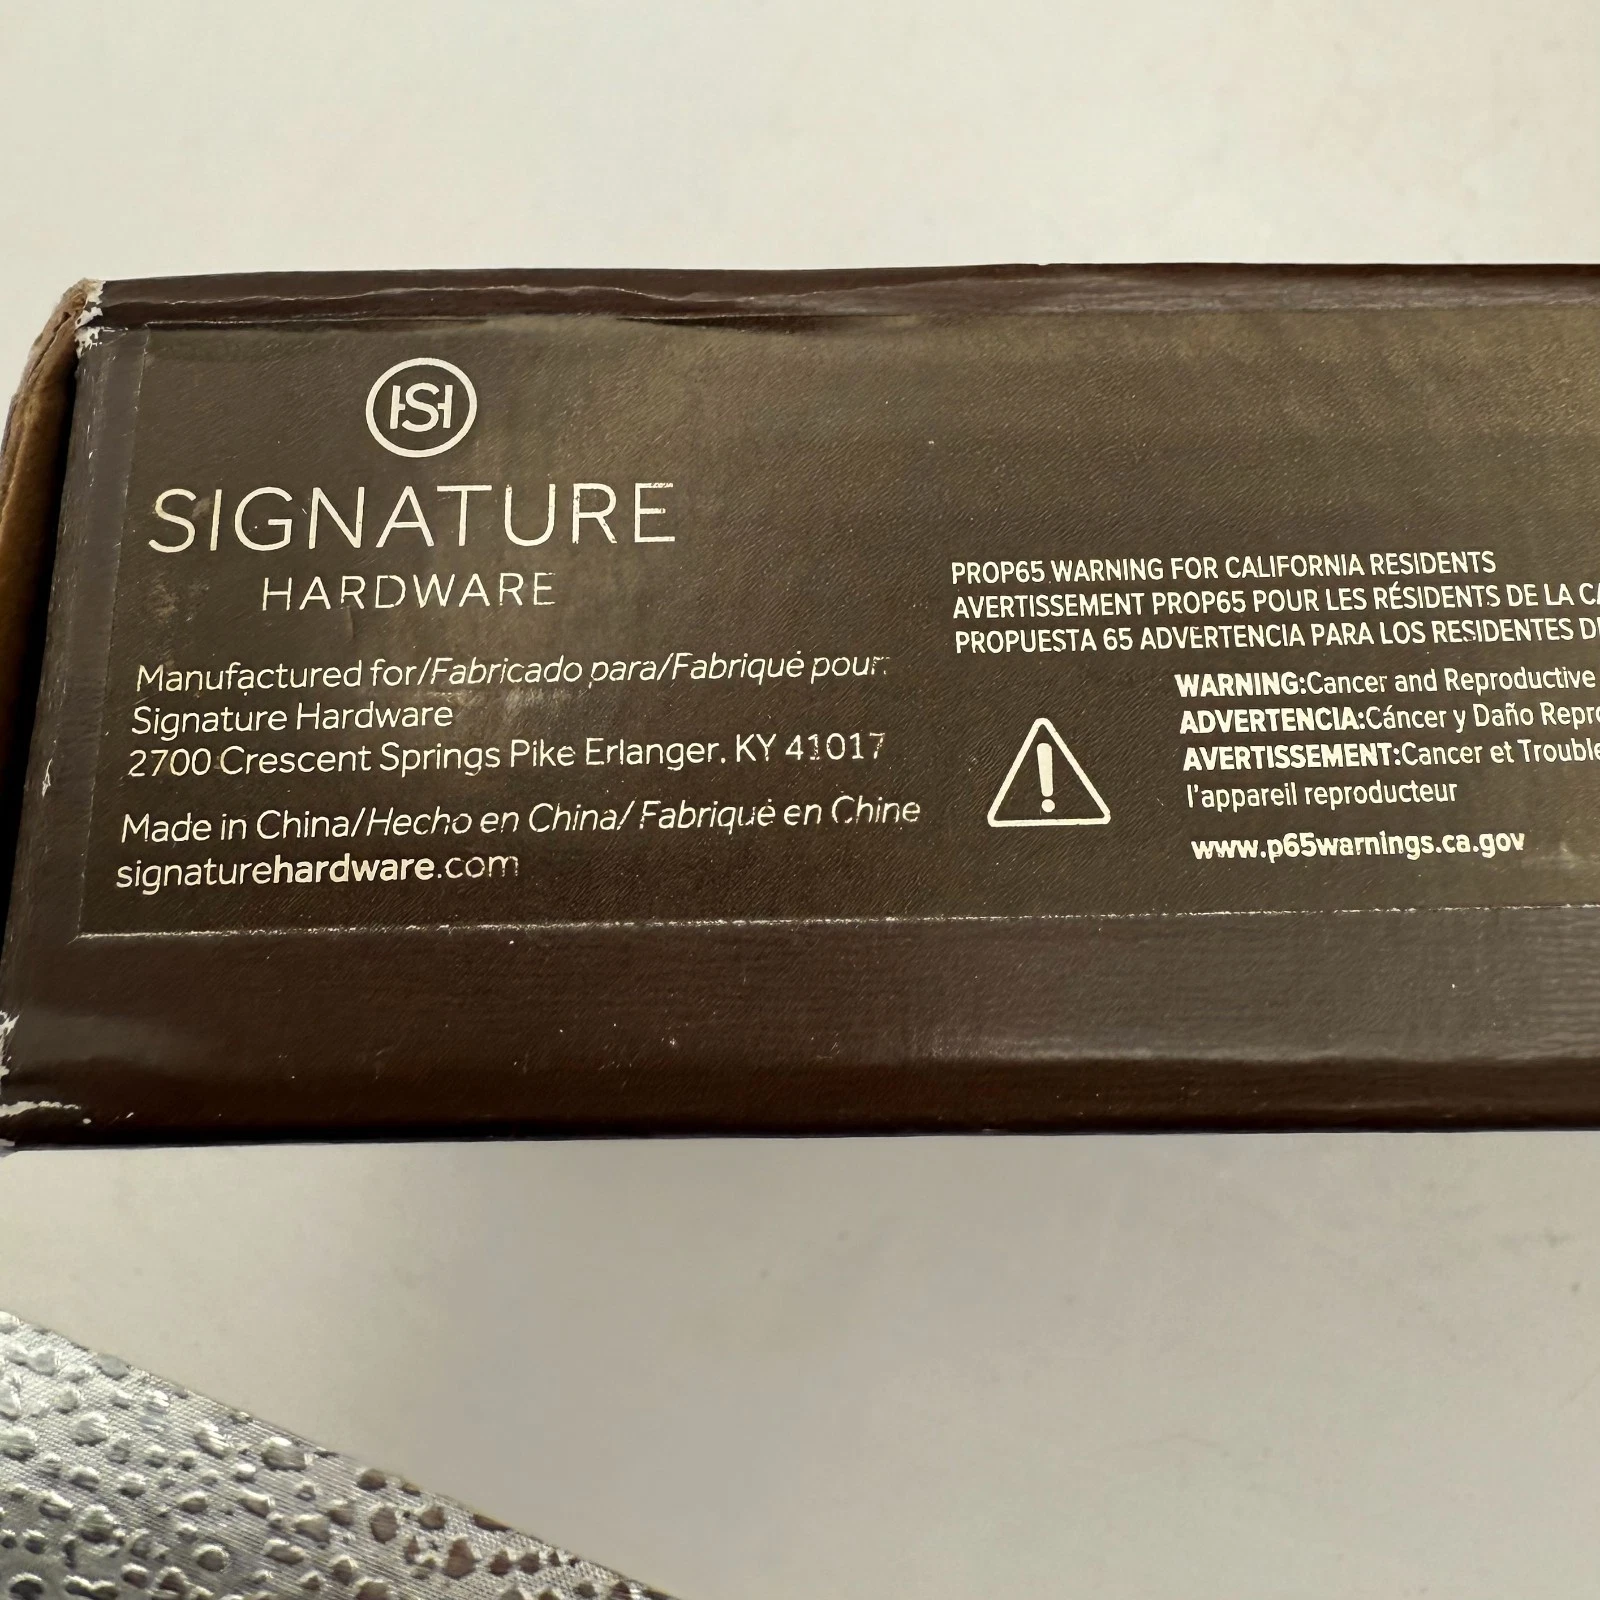 SH
SIGNATURE
HARDWARE
Manufactured for/Fabricado para/Fabriqué pour:
Signature Hardware
2700 Crescent Springs Pike Erlanger, KY 41017
Made in China/Hecho en China/ Fabriqué en Chine
signaturehardware.com
PROP65 WARNING FOR CALIFORNIA RESIDENTS
AVERTISSEMENT PROP65 POUR LES RÉSIDENTS DE LA
PROPUESTA 65 ADVERTENCIA PARA LOS RESIDENTES
WARNING:Cancer and Reproductive
ADVERTENCIA:Cáncer y Daño
AVERTISSEMENT:Cancer et
l'appareil reproducteur
www.p65warnings.ca.gov